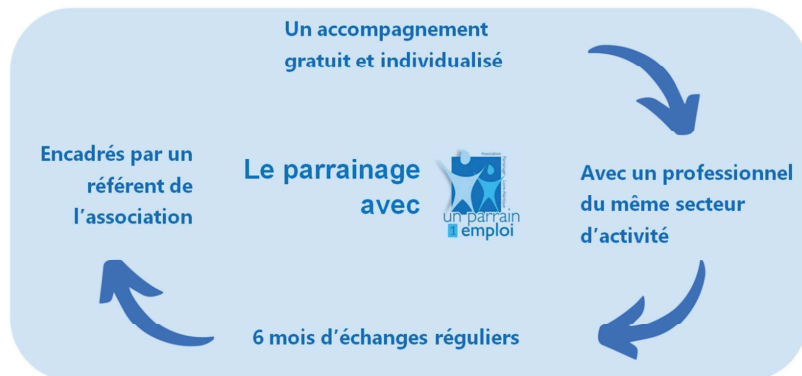 Un accompagnement
gratuit et individualisé
Encadrés par un
référent de
l'association
Le parrainage
avec
un parrain
1 emploi
Avec un professionnel
du même secteur
d'activité
6 mois d'échanges réguliers